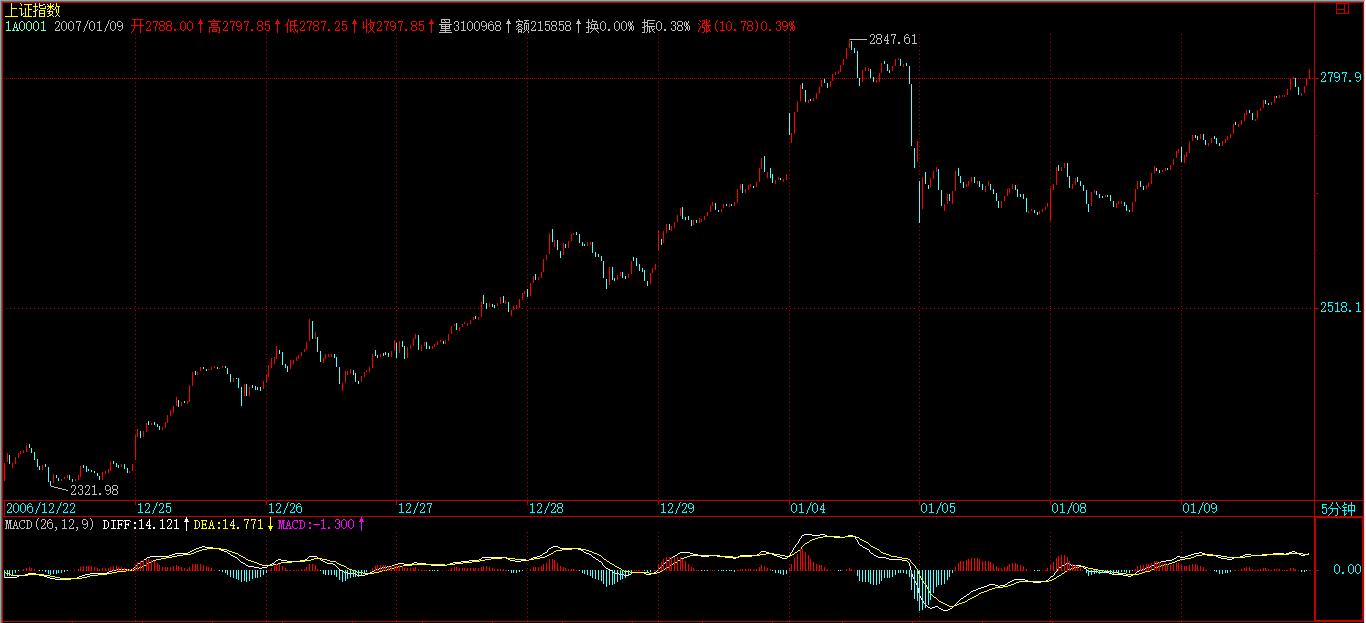 上证指数
1A0001 2007/01/09 开2788.00↑高2797.85↑低2787.25↑收2797.85↑量3100968↑额215858↑换0.00% 振0.38% 涨(10.78)0.39%
2847.61
2797.9
2518.1
2321.98
2006/12/22 12/25 12/26 12/27 12/28 12/29 01/04 01/05 01/08 01/09 5分钟
MACD(26,12,9) DIFF:14.121↑DEA:14.771↓MACD:-1.300↑
0.00